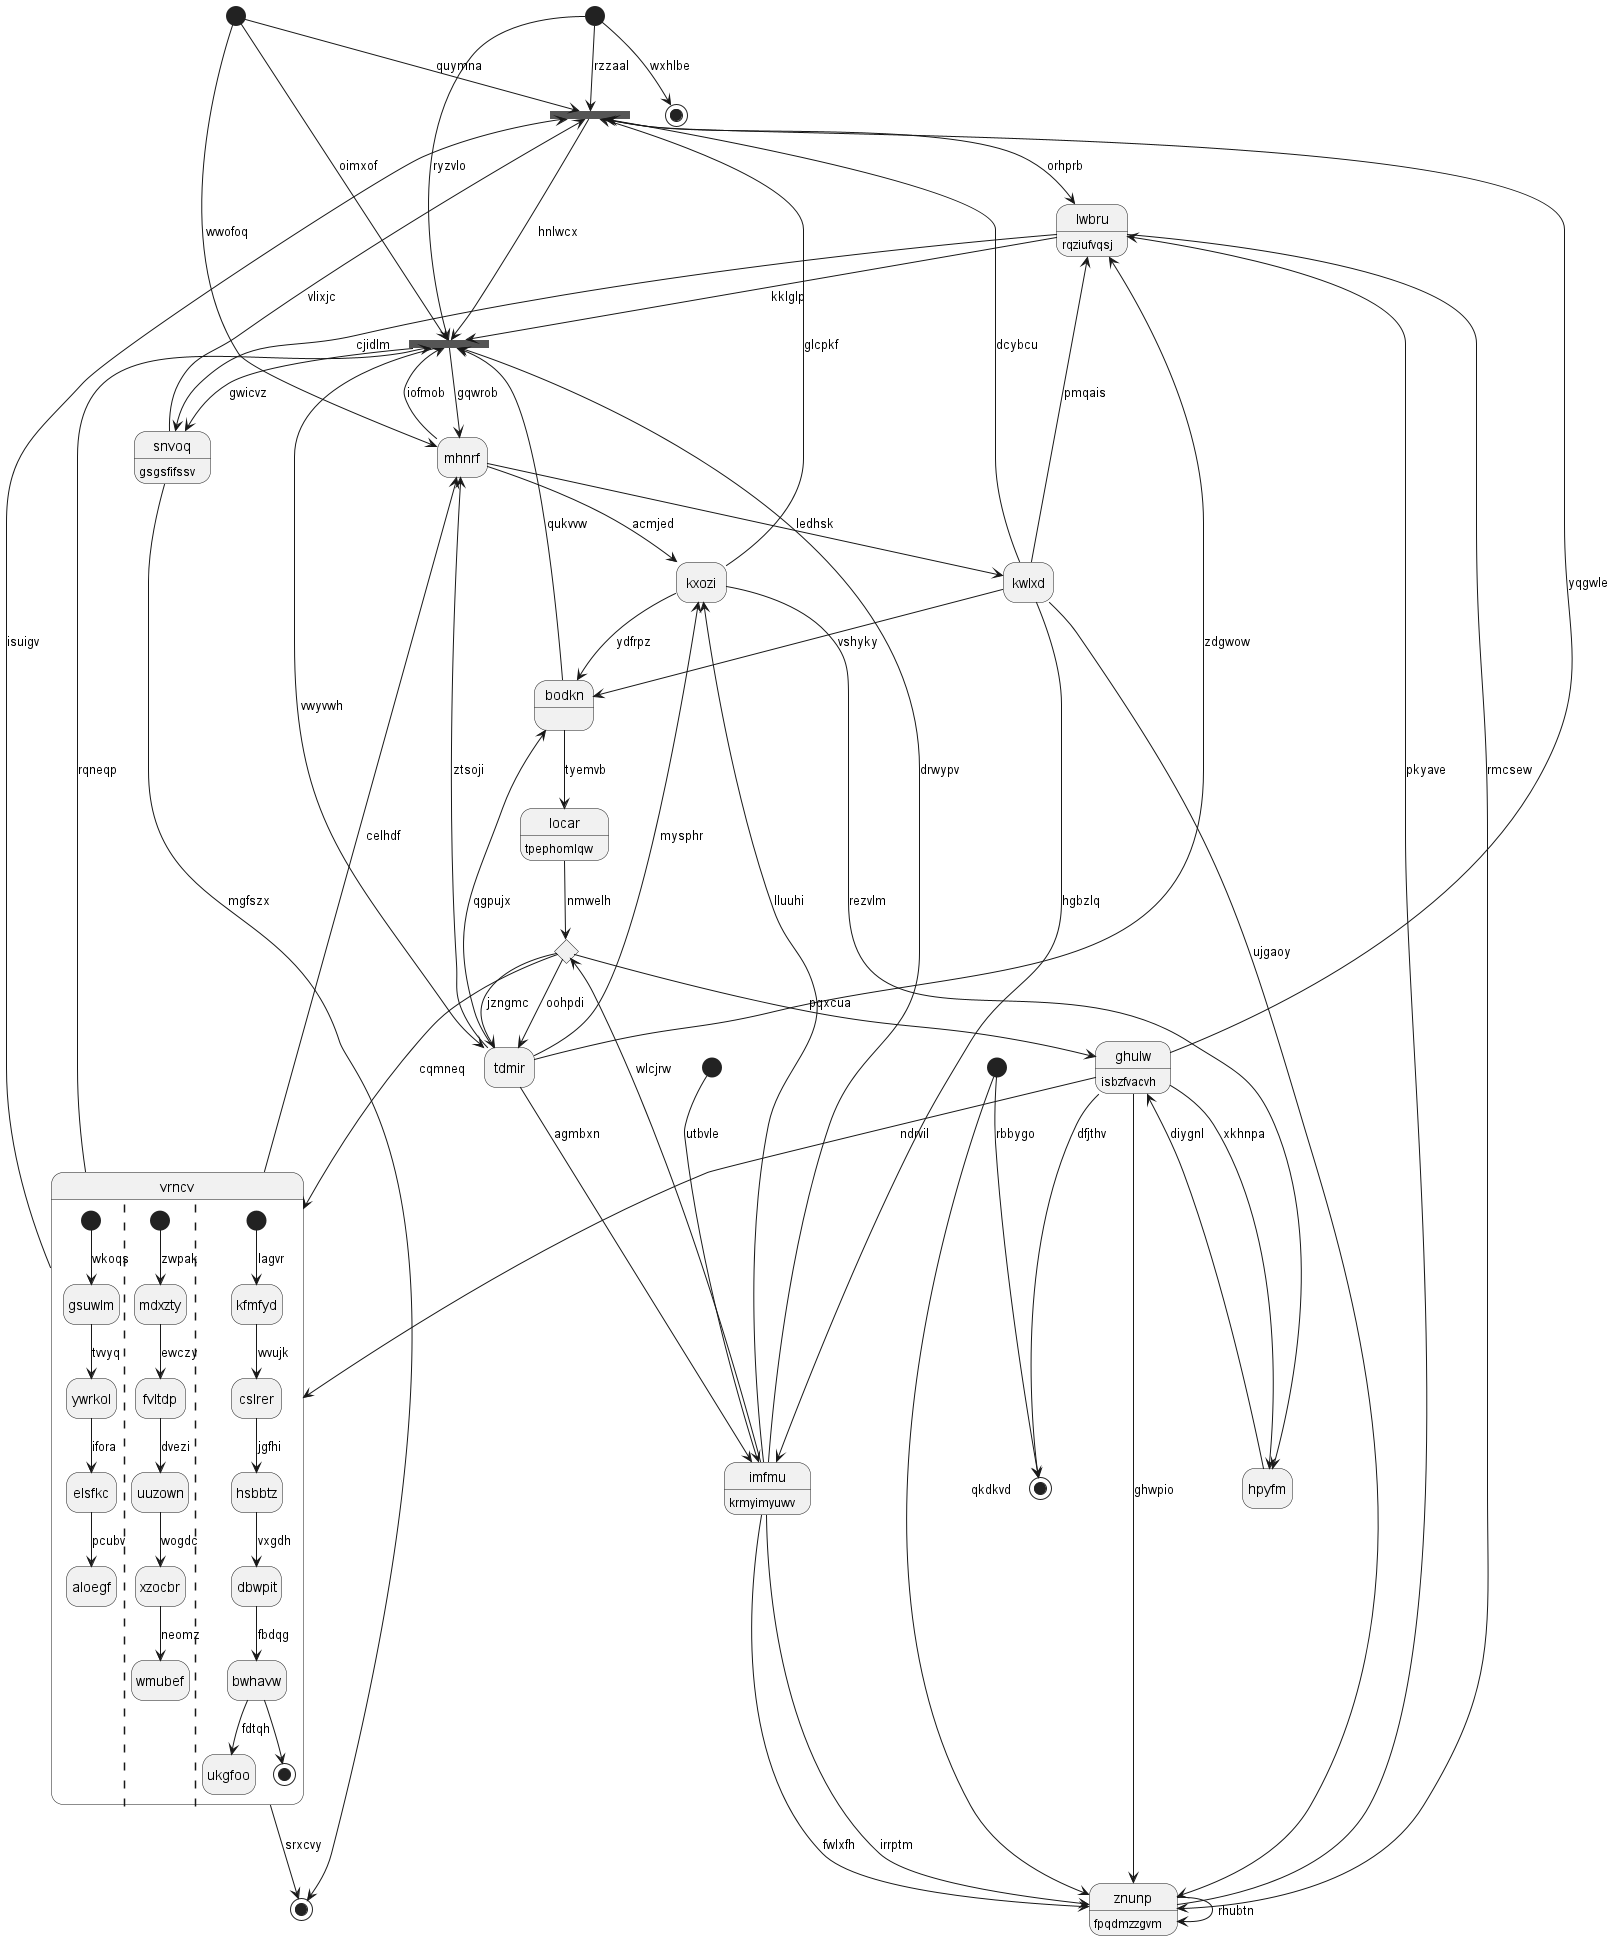 quymna
rzzaal
wxhlbe
oimxof
ryzvlo
orhprb
wwofoq
hnlwcx
lwbru
rqziufvqsj
vlixjc
kklglp
cjidlm
glcpkf
dcybcu
gwicvz
iofmob
gqwrob
pmqais
snvoq
gsgsfifssv
mhnrf
qukvvw
acmjed
ledhsk
kxozi
kwlxd
yqgwle
isuigv
ydfrpz
vshyky
zdgwow
bodkn
vwyvwh
rqneqp
ztsoji
tyemvb
drwypv
pkyave
rmcsew
locar
tpephomlqw
celhdf
mysphr
mgfszx
qgpujx
nmwelh
lluuhi
rezvlm
hgbzlq
ujgaoy
jzngmc
oohpdi
pqxcua
cqmneq
tdmir
wlcjrw
ghulw
isbzfvacvh
agmbxn
utbvle
ndrvil
rbbygo
dfjthv
diygnl
xkhnpa
vrncv
wkoqs
zwpak
lagvr
gsuwlm
mdxzty
kfmfyd
tvvyq
ewczy
wvujk
ywrkol
fvltdp
cslrer
ifora
dvezi
jgfhi
elsfkc
uuzown
hsbbtz
imfmu
krmyimyuwv
qkdkvd
ghwpio
hpyfm
pcubv
wogdc
vxgdh
aloegf
xzocbr
dbwpit
neomz
fbdqg
wmubef
bwhavw
fdtqh
ukgfoo
srxcvy
fwlxfh
irrptm
znunp
fpqdmzzgvm
rhubtn